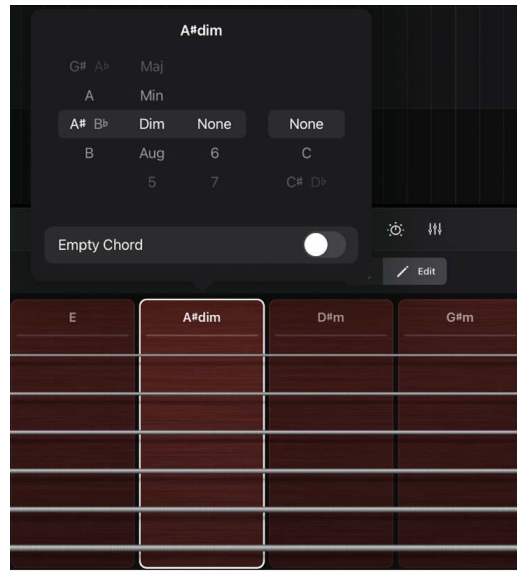 A#dim
G# A♭ Maj
A Min
A# B♭ Dim None None
B Aug 6 C
5 7 C# D♭
Empty Chord
Edit
E A#dim D#m G#m